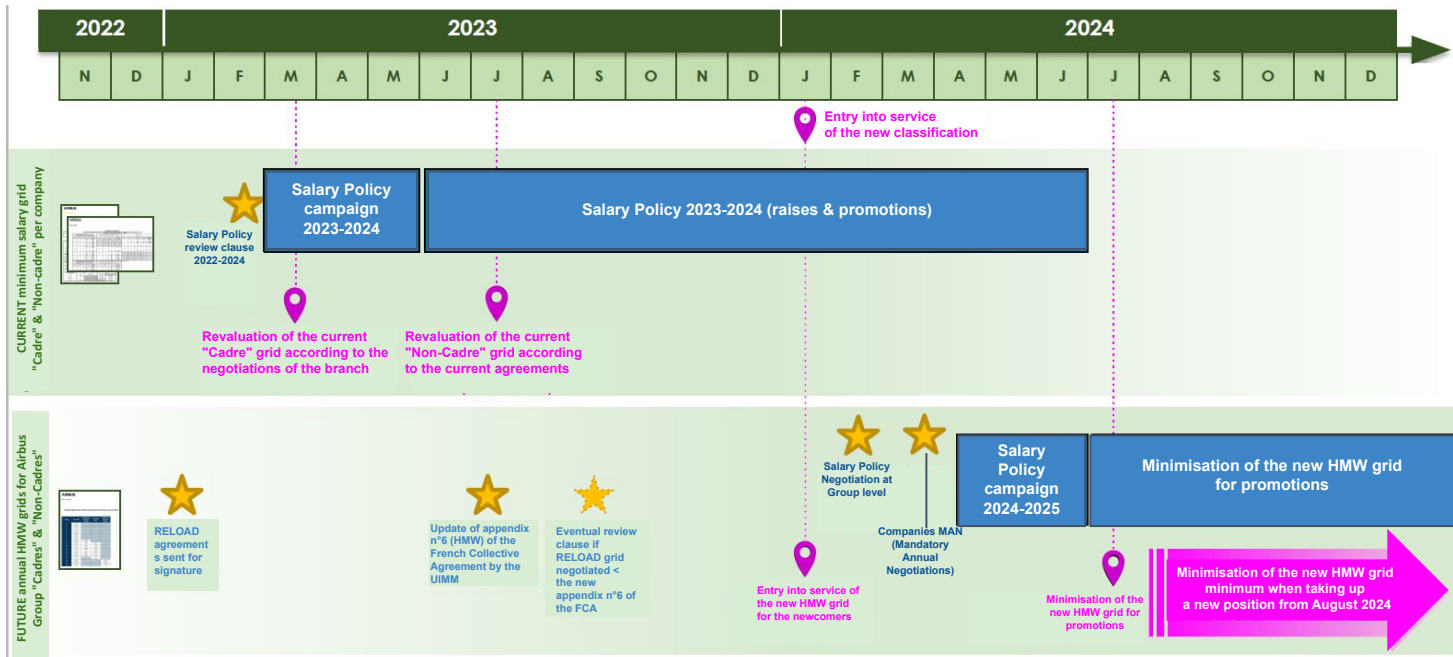 2022
2023
2024
N D J F M A M J J A S O N D J F M A M J J A S O N D
Entry into service
of the new classification
CURRENT minimum salary grid
"Cadre" & "Non-cadre" per company
AIRBUS
Salary Policy
review clause
2022-2024
Salary Policy
campaign
2023-2024
Salary Policy 2023-2024 (raises & promotions)
Revaluation of the current
"Cadre" grid according to the
negotiations of the branch
Revaluation of the current
"Non-Cadre" grid according
to the current agreements
FUTURE annual HMW grids for Airbus
Group "Cadres" & "Non-Cadres"
AIRBUS
RELOAD
agreement
s sent for
signature
Update of appendix
n°6 (HMW) of the
French Collective
Agreement by the
UIMM
Eventual review
clause if
RELOAD grid
negotiated <
the new
appendix n°6 of
the FCA
Salary Policy
Negotiation at
Group level
Companies MAN
(Mandatory
Annual
Negotiations)
Salary
Policy
campaign
2024-2025
Minimisation of the new HMW grid
for promotions
Entry into service of
the new HMW grid
for the newcomers
Minimisation of the
new HMW grid for
promotions
Minimisation of the new HMW grid
minimum when taking up
a new position from August 2024